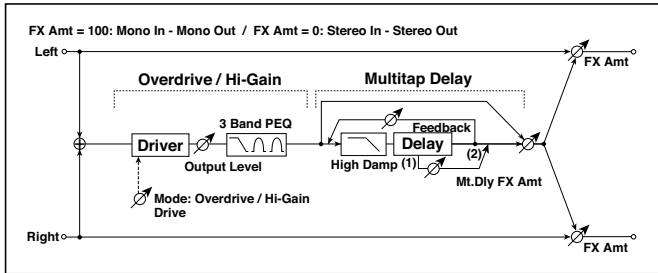 FX Amt = 100: Mono In - Mono Out / FX Amt = 0: Stereo In - Stereo Out
Left
FX Amt
Overdrive / Hi-Gain
Multitap Delay
3 Band PEQ
Feedback
Driver
Delay
Output Level
High Damp
(1)
(2)
Mt.Dly FX Amt
Mode: Overdrive / Hi-Gain
Drive
Right
FX Amt